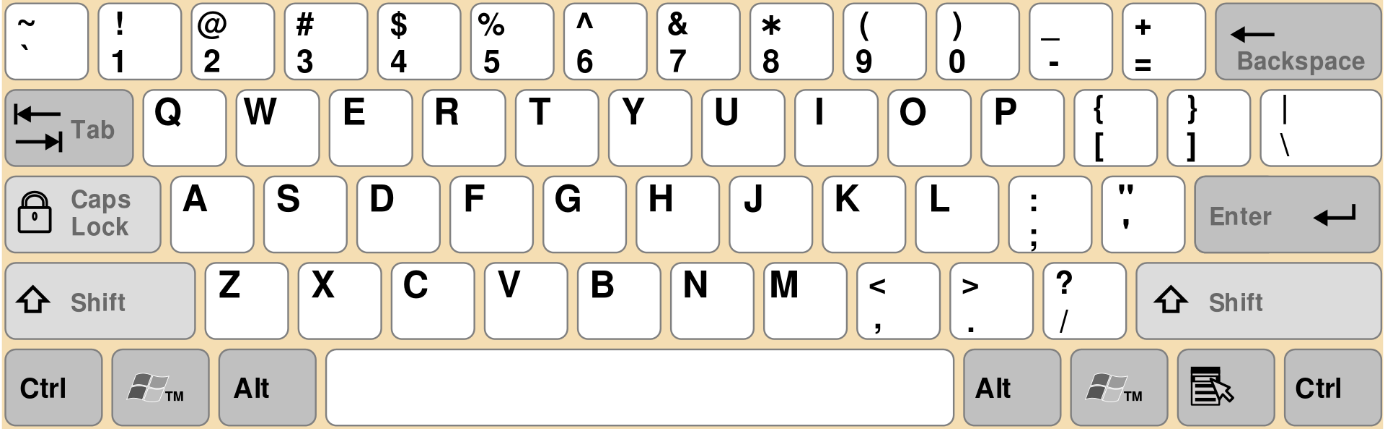 ~ ! @ # $ % ^ & * ( ) _ +
` 1 2 3 4 5 6 7 8 9 0 - = Backspace
Tab Q W E R T Y U I O P { } |
[ ] \
Caps A S D F G H J K L : "
Lock ; ' Enter
Shift Z X C V B N M < > ? Shift
, . /
Ctrl TM Alt Alt TM Ctrl